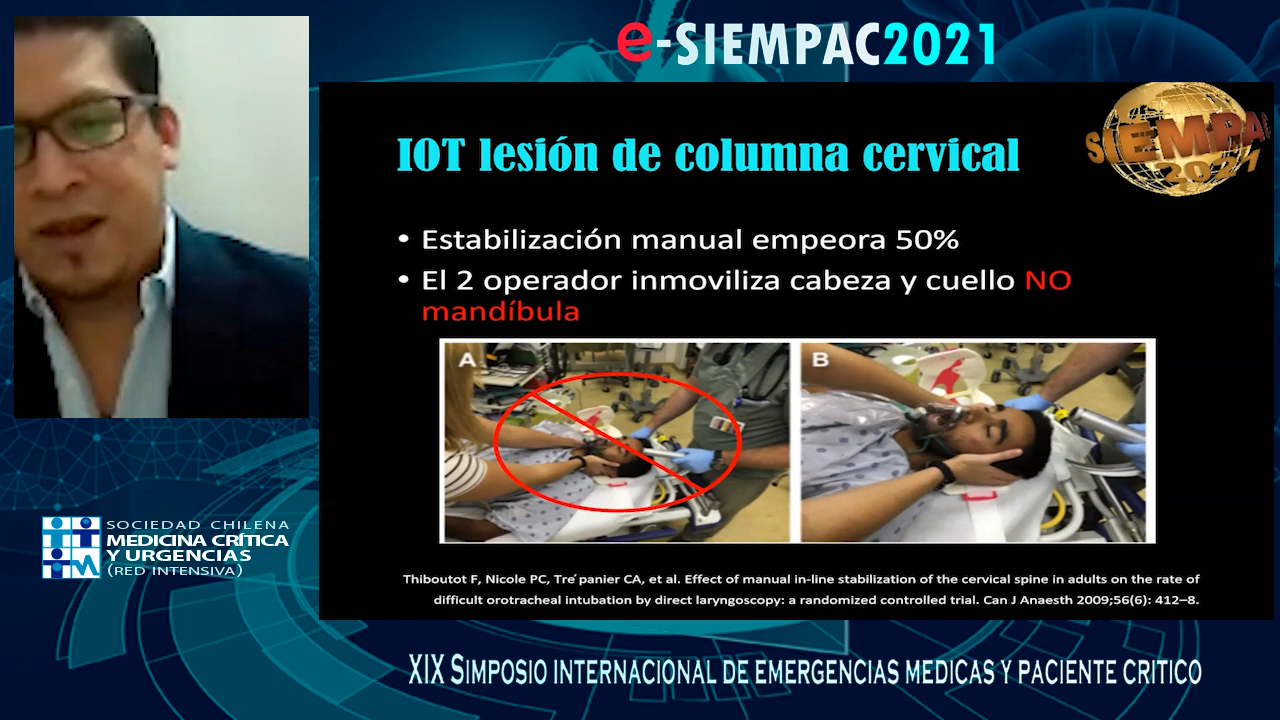 e-SIEMPAC2021
SIEMPAC
2021
IOT lesión de columna cervical
• Estabilización manual empeora 50%
• El 2 operador inmoviliza cabeza y cuello NO
mandíbula
A
B
Thiboutot F, Nicole PC, Tre ́panier CA, et al. Effect of manual in-line stabilization of the cervical spine in adults on the rate of
difficult orotracheal intubation by direct laryngoscopy: a randomized controlled trial. Can J Anaesth 2009;56(6): 412–8.
SOCIEDAD CHILENA
MEDICINA CRÍTICA
Y URGENCIAS
(RED INTENSIVA)
XIX SIMPOSIO INTERNACIONAL DE EMERGENCIAS MEDICAS Y PACIENTE CRITICO